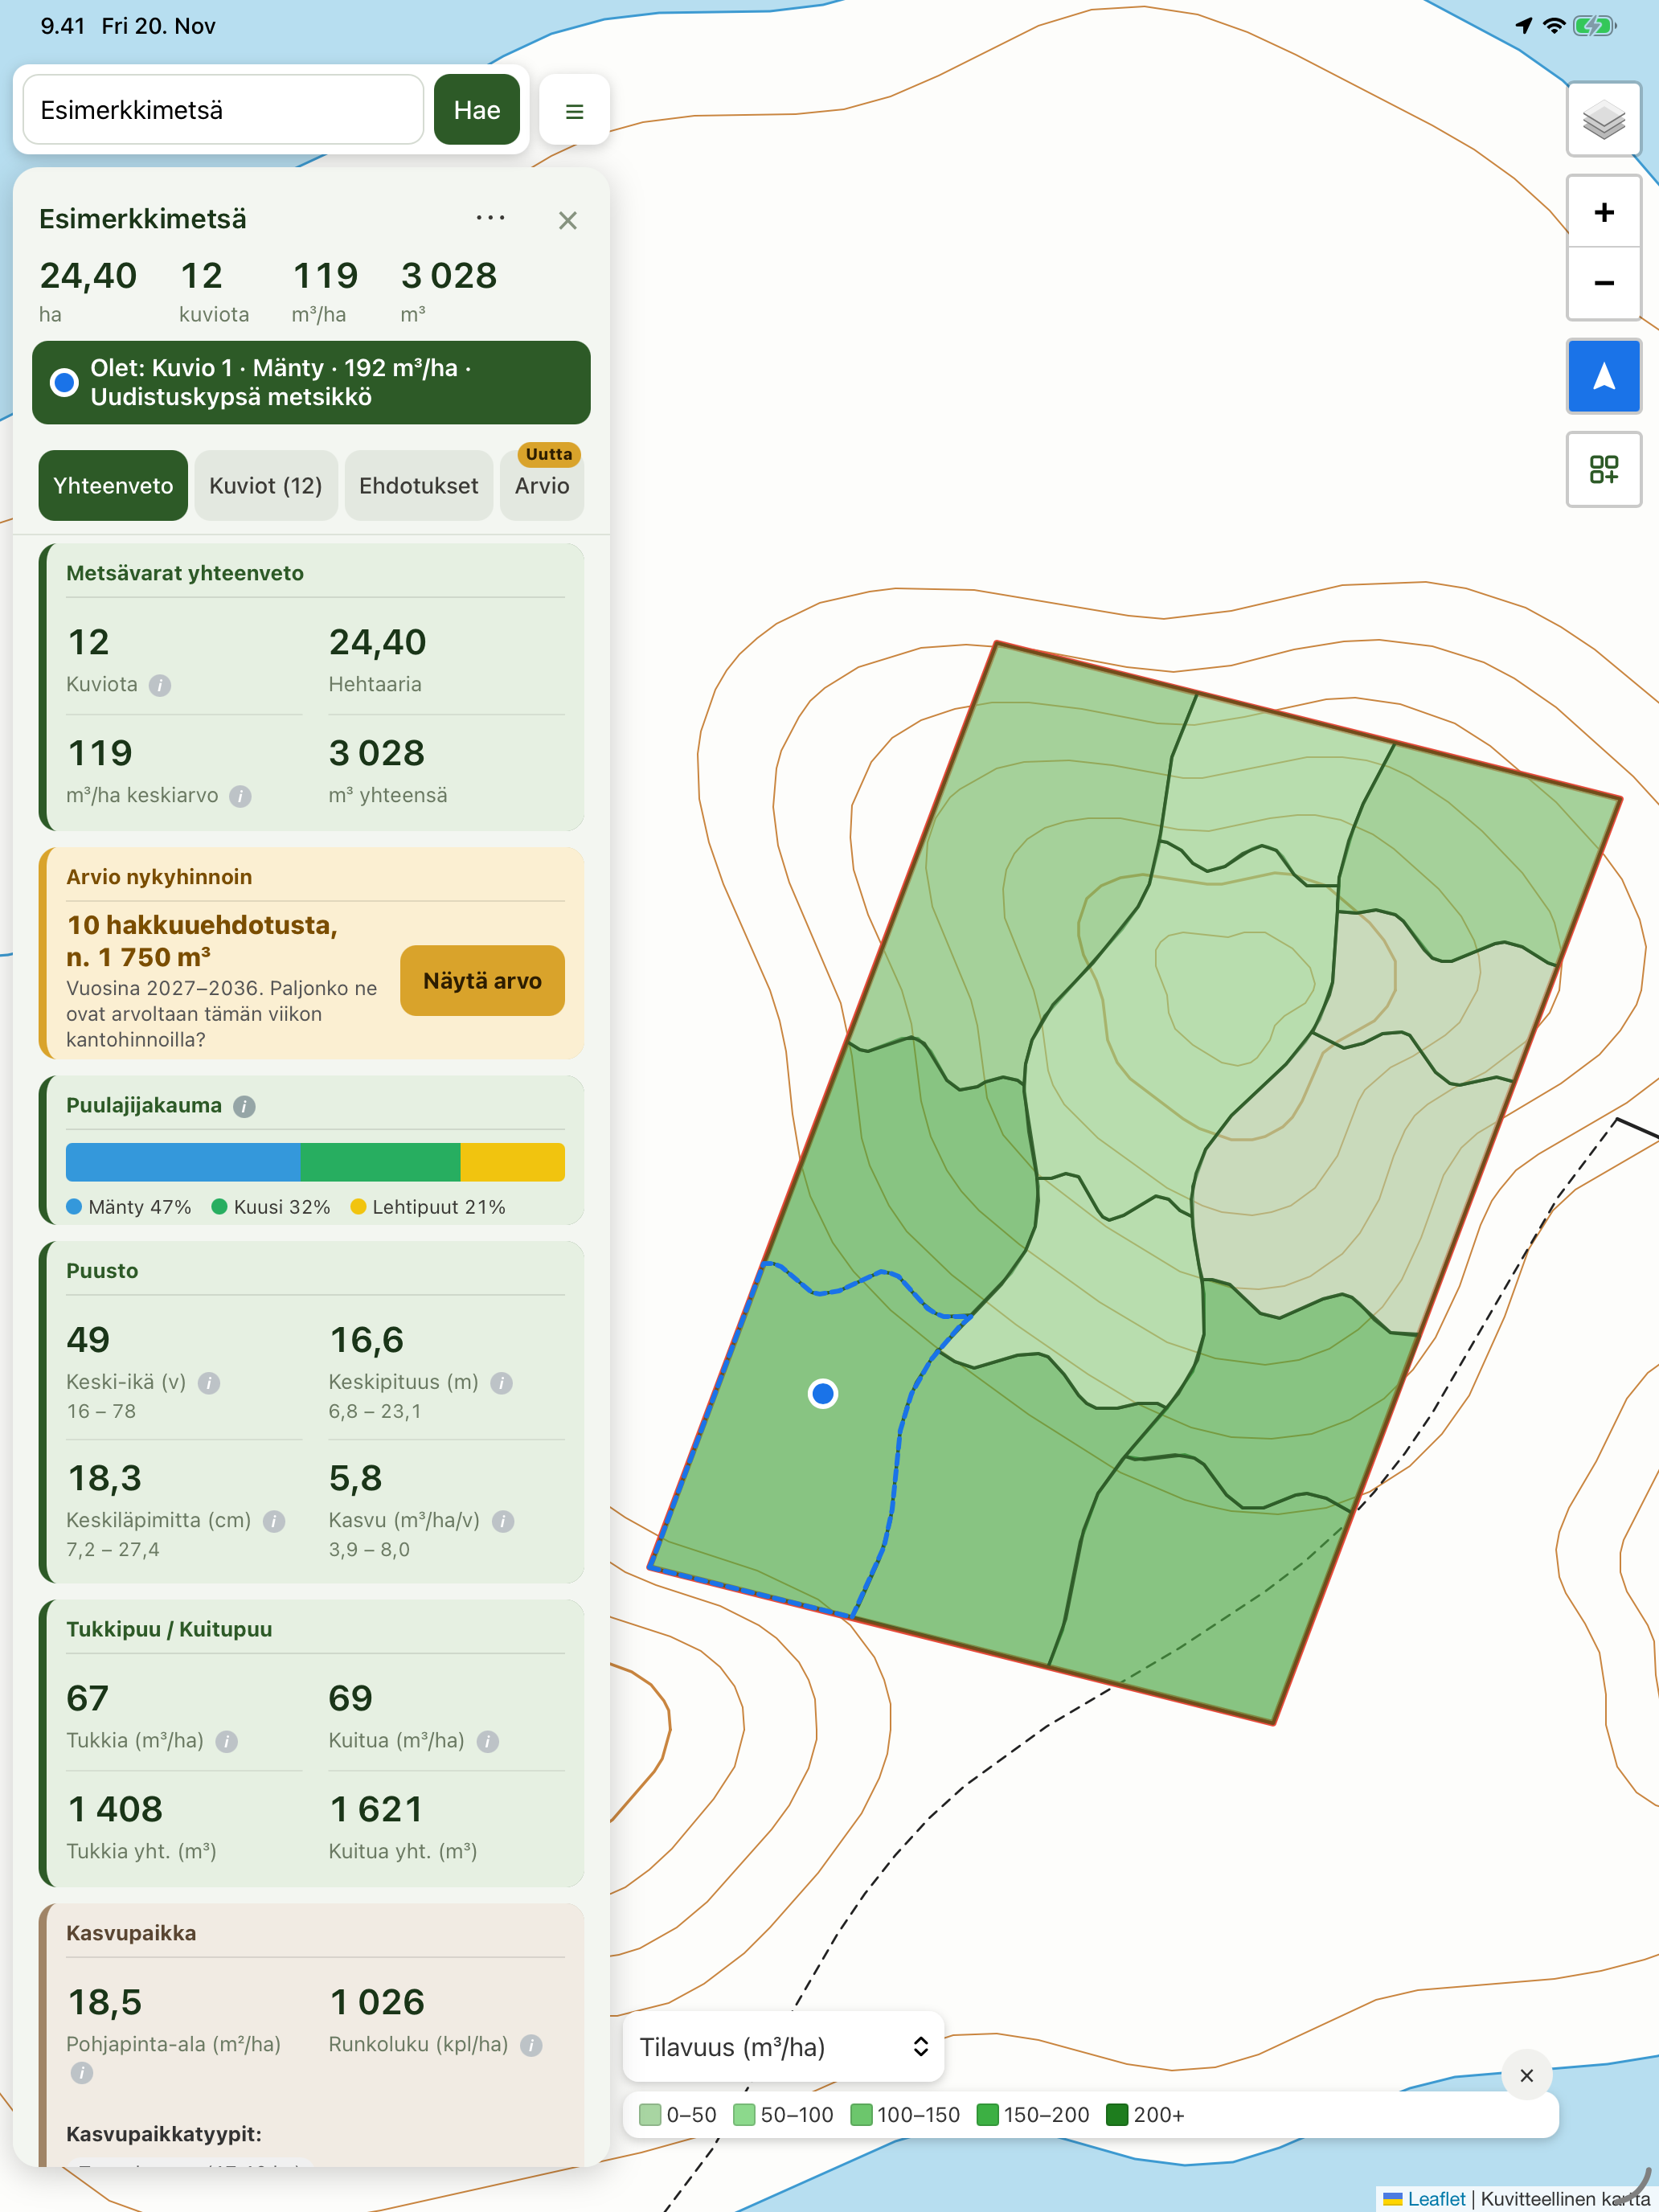 9.41 Fri 20. Nov
Esimerkkimetsä
Hae
Esimerkkimetsä
24,40 12 119 3 028
ha kuviota m³/ha m³
Olet: Kuvio 1 · Mänty · 192 m³/ha ·
Uudistuskypsä metsikkö
Uutta
Yhteenveto Kuviot (12) Ehdotukset Arvio
Metsävarat yhteenveto
12 24,40
Kuviota i Hehtaaria
119 3 028
m³/ha keskiarvo i m³ yhteensä
Arvio nykyhinnoin
10 hakkuuehdotusta,
n. 1 750 m³
Vuosina 2027–2036. Paljonko ne
ovat arvoltaan tämän viikon
kantohinnoilla?
Näytä arvo
Puulajijakauma i
Mänty 47% Kuusi 32% Lehtipuut 21%
Puusto
49 16,6
Keski-ikä (v) i Keskipituus (m) i
16 – 78 6,8 – 23,1
18,3 5,8
Keskiläpimitta (cm) i Kasvu (m³/ha/v) i
7,2 – 27,4 3,9 – 8,0
Tukkipuu / Kuitupuu
67 69
Tukkia (m³/ha) i Kuitua (m³/ha) i
1 408 1 621
Tukkia yht. (m³) Kuitua yht. (m³)
Kasvupaikka
18,5 1 026
Pohjapinta-ala (m²/ha) Runkoluku (kpl/ha) i
i
Kasvupaikkatyypit:
Tilavuus (m³/ha)
0–50 50–100 100–150 150–200 200+
Leaflet | Kuvitteellinen kartta